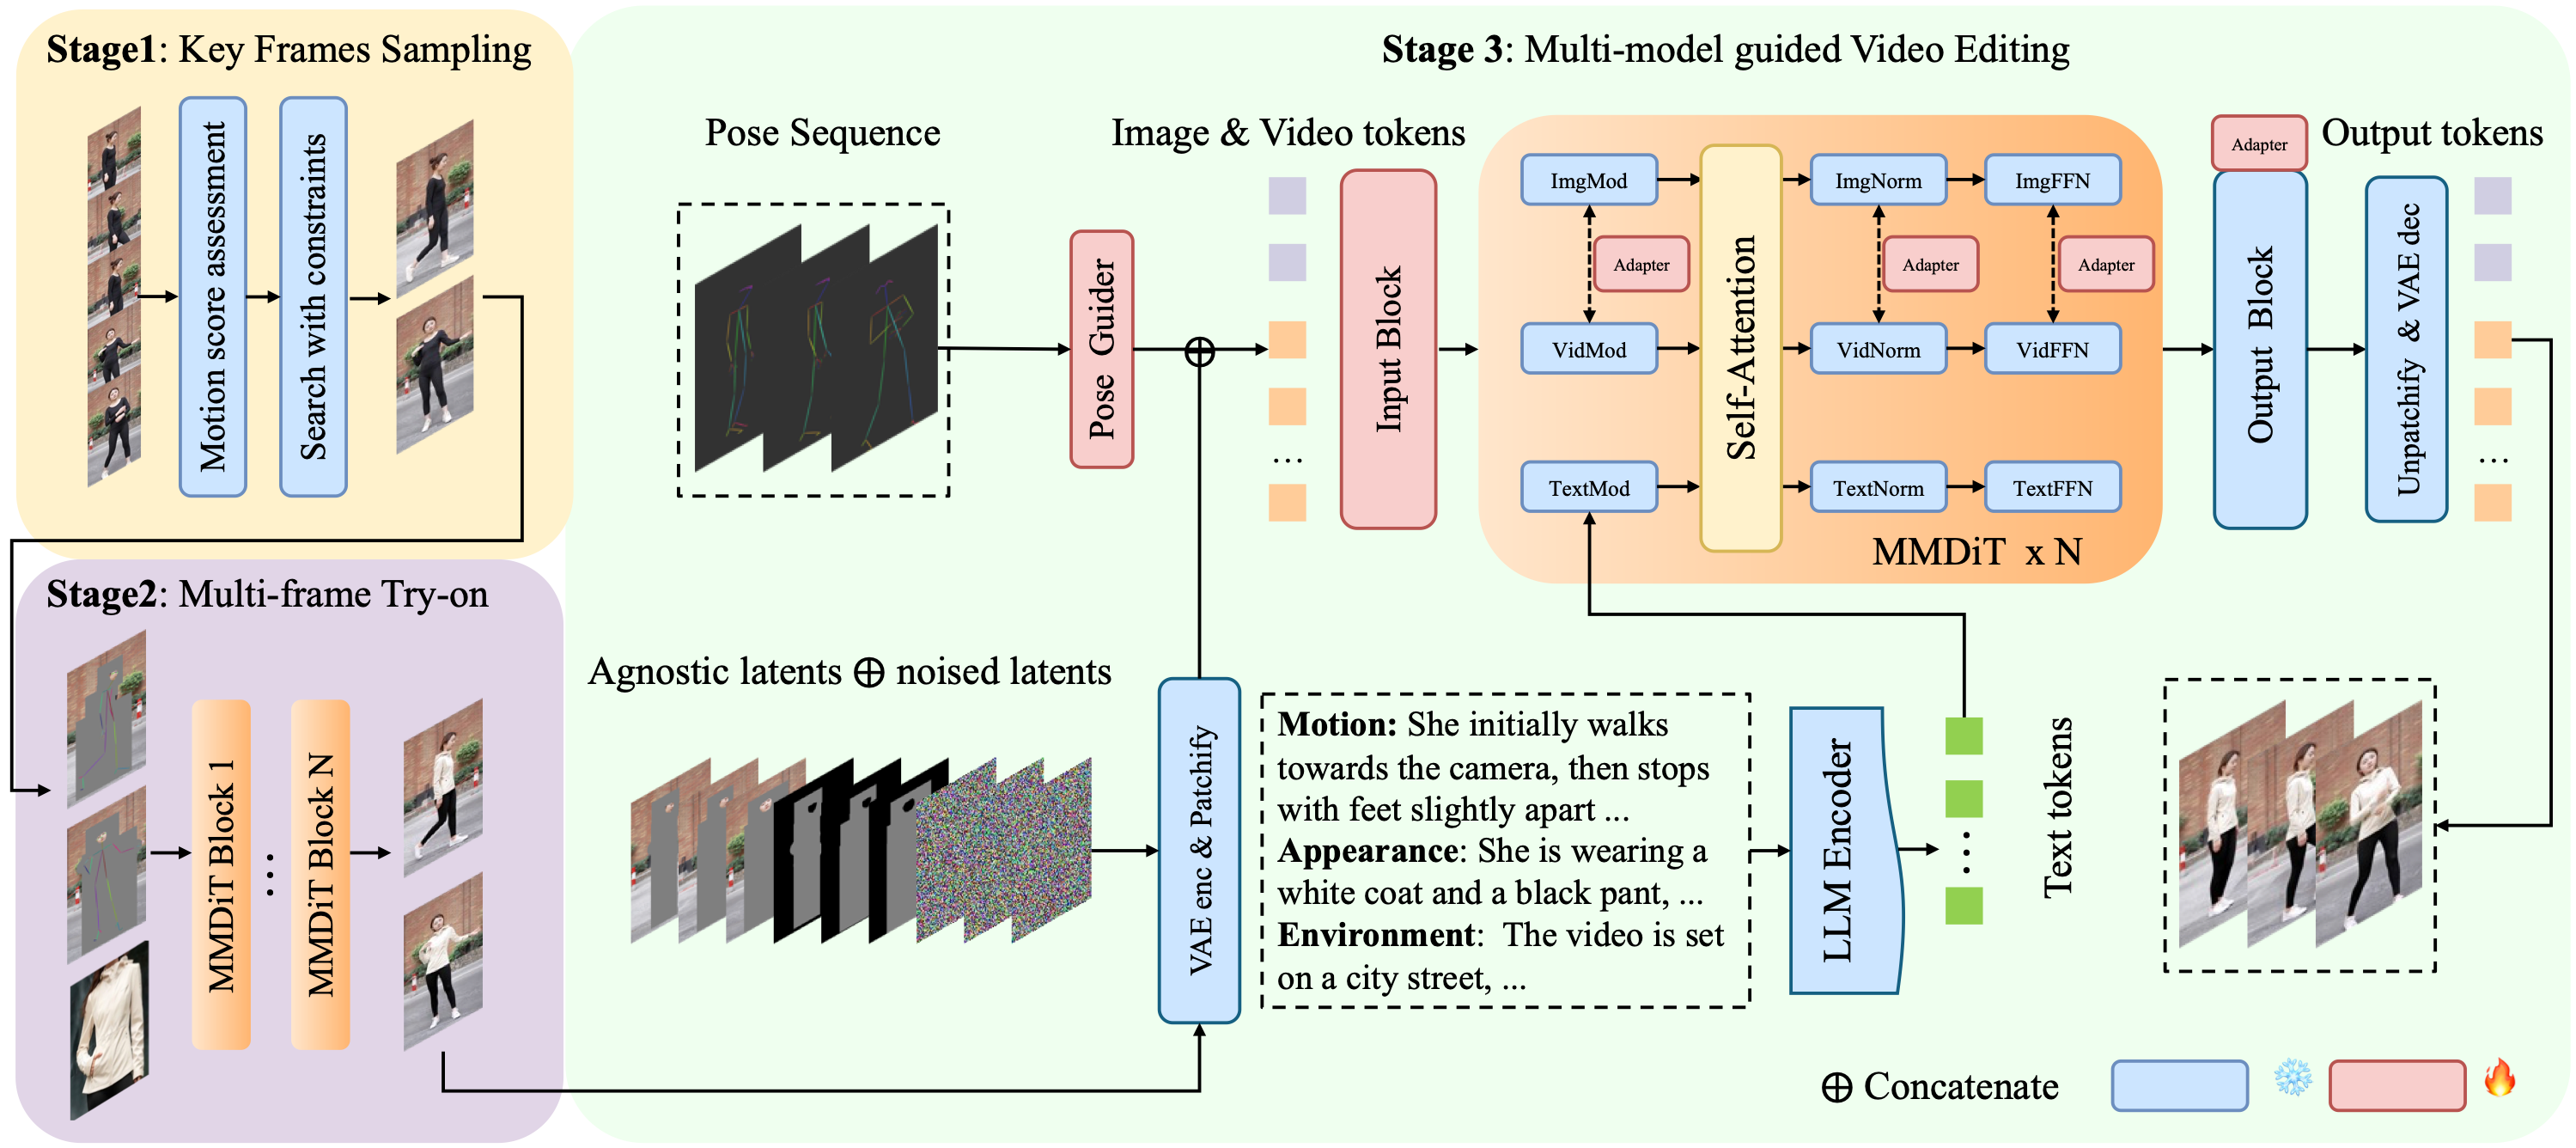 Stage1: Key Frames Sampling
Motion score assessment
Search with constraints
Stage2: Multi-frame Try-on
MMDiT Block 1
...
MMDiT Block N
Stage 3: Multi-model guided Video Editing
Pose Sequence
Pose Guider
⊕
Image & Video tokens
...
Input Block
ImgMod
ImgNorm
ImgFFN
Adapter
Adapter
Adapter
Self-Attention
VidMod
VidNorm
VidFFN
TextMod
TextNorm
TextFFN
MMDiT x N
Adapter
Output Block
Unpatchify & VAE dec
Output tokens
...
Agnostic latents ⊕ noised latents
VAE enc & Patchify
Motion: She initially walks
towards the camera, then stops
with feet slightly apart ...
Appearance: She is wearing a
white coat and a black pant, ...
Environment: The video is set
on a city street, ...
LLM Encoder
...
Text tokens
⊕ Concatenate